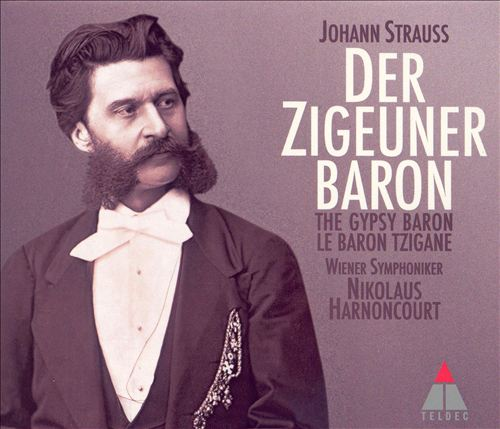 JOHANN STRAUSS
DER
ZIGEUNER
BARON
THE GYPSY BARON
LE BARON TZIGANE
WIENER SYMPHONIKER
NIKOLAUS
HARNONCOURT
TELDEC